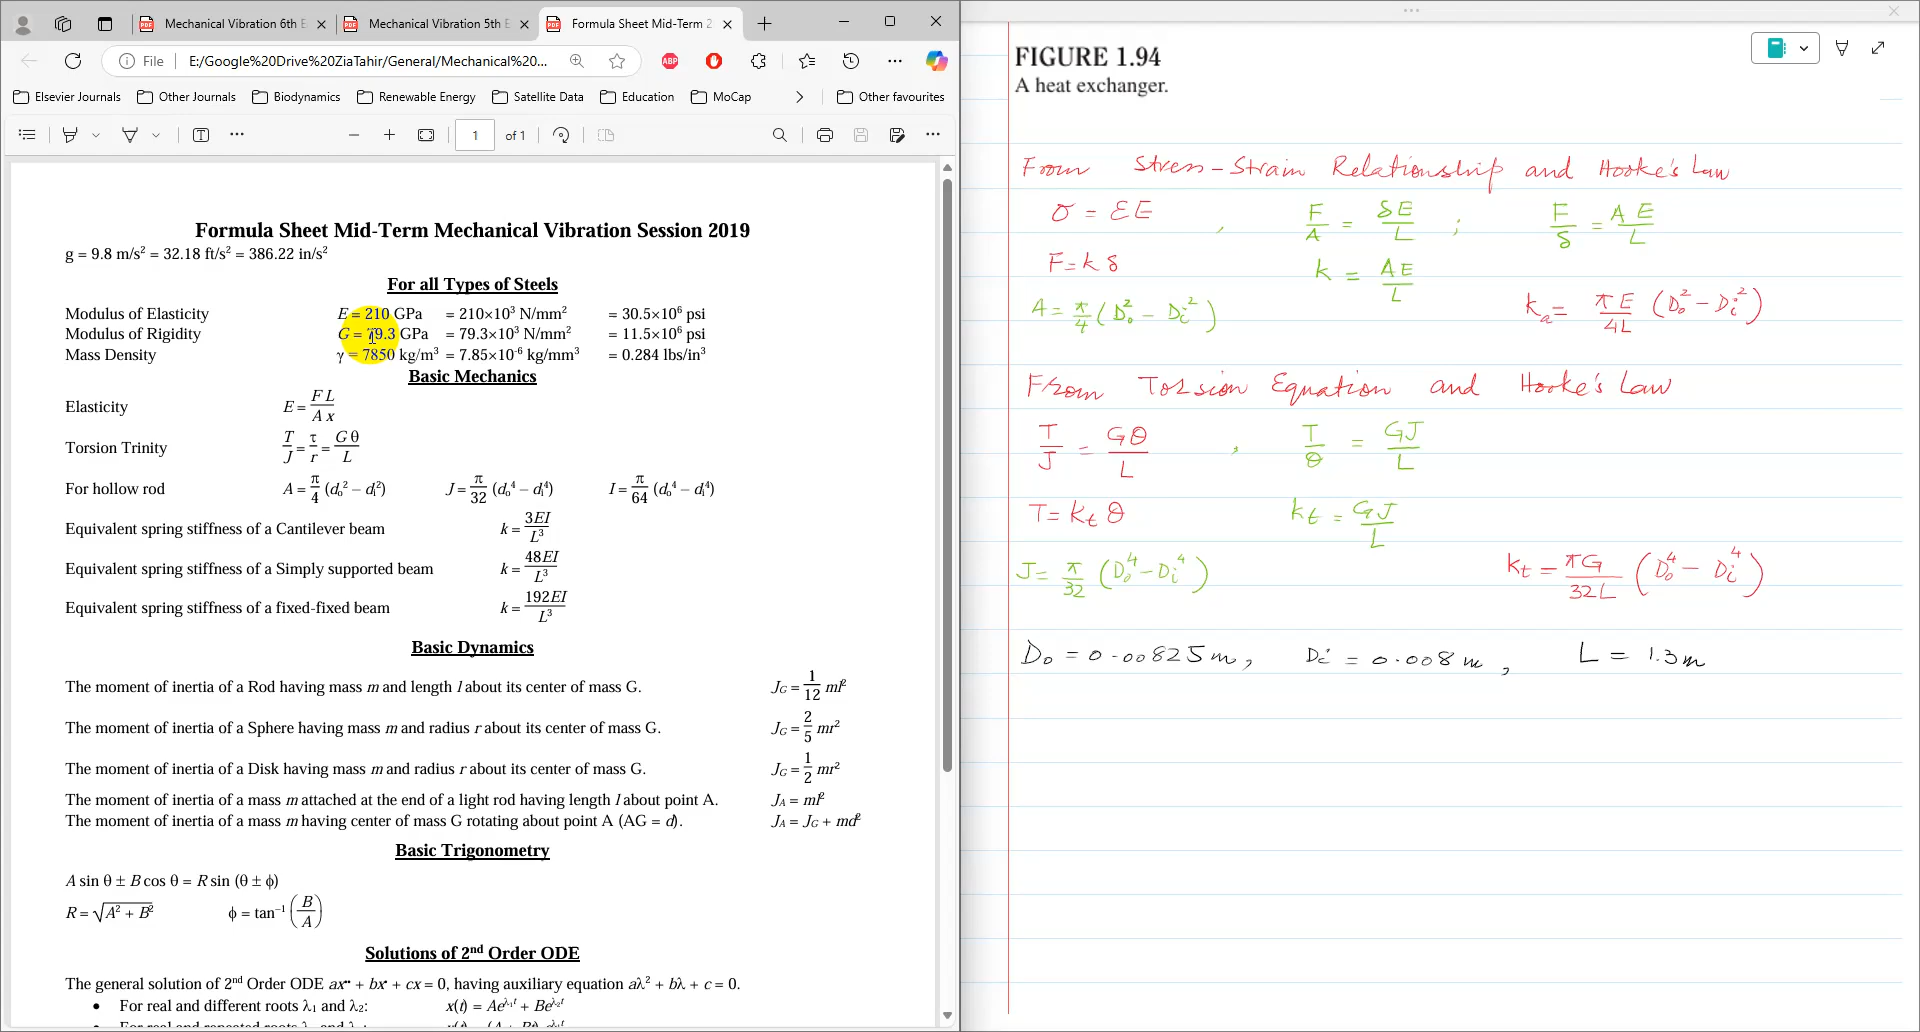 Mechanical Vibration 6th E
Mechanical Vibration 5th E
Formula Sheet Mid-Term 2
File
E:/Google%20Drive%20ZiaTahir/General/Mechanical%20...
ABP
Elsevier Journals
Other Journals
Biodynamics
Renewable Energy
Satellite Data
Education
MoCap
Other favourites
1 of 1
Formula Sheet Mid-Term Mechanical Vibration Session 2019
g = 9.8 m/s² = 32.18 ft/s² = 386.22 in/s²
For all Types of Steels
Modulus of Elasticity E = 210 GPa = 210×10³ N/mm² = 30.5×10⁶ psi
Modulus of Rigidity G = 79.3 GPa = 79.3×10³ N/mm² = 11.5×10⁶ psi
Mass Density γ = 7850 kg/m³ = 7.85×10⁻⁶ kg/mm³ = 0.284 lbs/in³
Basic Mechanics
Elasticity E = F L / A x
Torsion Trinity T/J = τ/r = G θ/L
For hollow rod A = π/4 (dₒ² – dᵢ²) J = π/32 (dₒ⁴ – dᵢ⁴) I = π/64 (dₒ⁴ – dᵢ⁴)
Equivalent spring stiffness of a Cantilever beam k = 3EI/L³
Equivalent spring stiffness of a Simply supported beam k = 48EI/L³
Equivalent spring stiffness of a fixed-fixed beam k = 192EI/L³
Basic Dynamics
The moment of inertia of a Rod having mass m and length l about its center of mass G. J_G = 1/12 ml²
The moment of inertia of a Sphere having mass m and radius r about its center of mass G. J_G = 2/5 mr²
The moment of inertia of a Disk having mass m and radius r about its center of mass G. J_G = 1/2 mr²
The moment of inertia of a mass m attached at the end of a light rod having length l about point A. J_A = ml²
The moment of inertia of a mass m having center of mass G rotating about point A (AG = d). J_A = J_G + md²
Basic Trigonometry
A sin θ ± B cos θ = R sin (θ ± ϕ)
R = √(A² + B²) ϕ = tan⁻¹ (B/A)
Solutions of 2nd Order ODE
The general solution of 2nd Order ODE ax•• + bx• + cx = 0, having auxiliary equation aλ² + bλ + c = 0.
• For real and different roots λ₁ and λ₂: x(t) = Ae^λ₁t + Be^λ₂t
FIGURE 1.94
A heat exchanger.
From Stress-Strain Relationship and Hooke's Law
σ = εE , F/A = δE/L ; F/δ = AE/L
F = kδ k = AE/L
A = π/4 (Dₒ² – Dᵢ²) kₐ = πE/4L (Dₒ² – Dᵢ²)
From Torsion Equation and Hooke's Law
T/J = Gθ/L , T/θ = GJ/L
T = kₜ θ kₜ = GJ/L
J = π/32 (Dₒ⁴ – Dᵢ⁴) kₜ = πG/32L (Dₒ⁴ – Dᵢ⁴)
Dₒ = 0.00825 m, Dᵢ = 0.008 m, L = 1.3 m